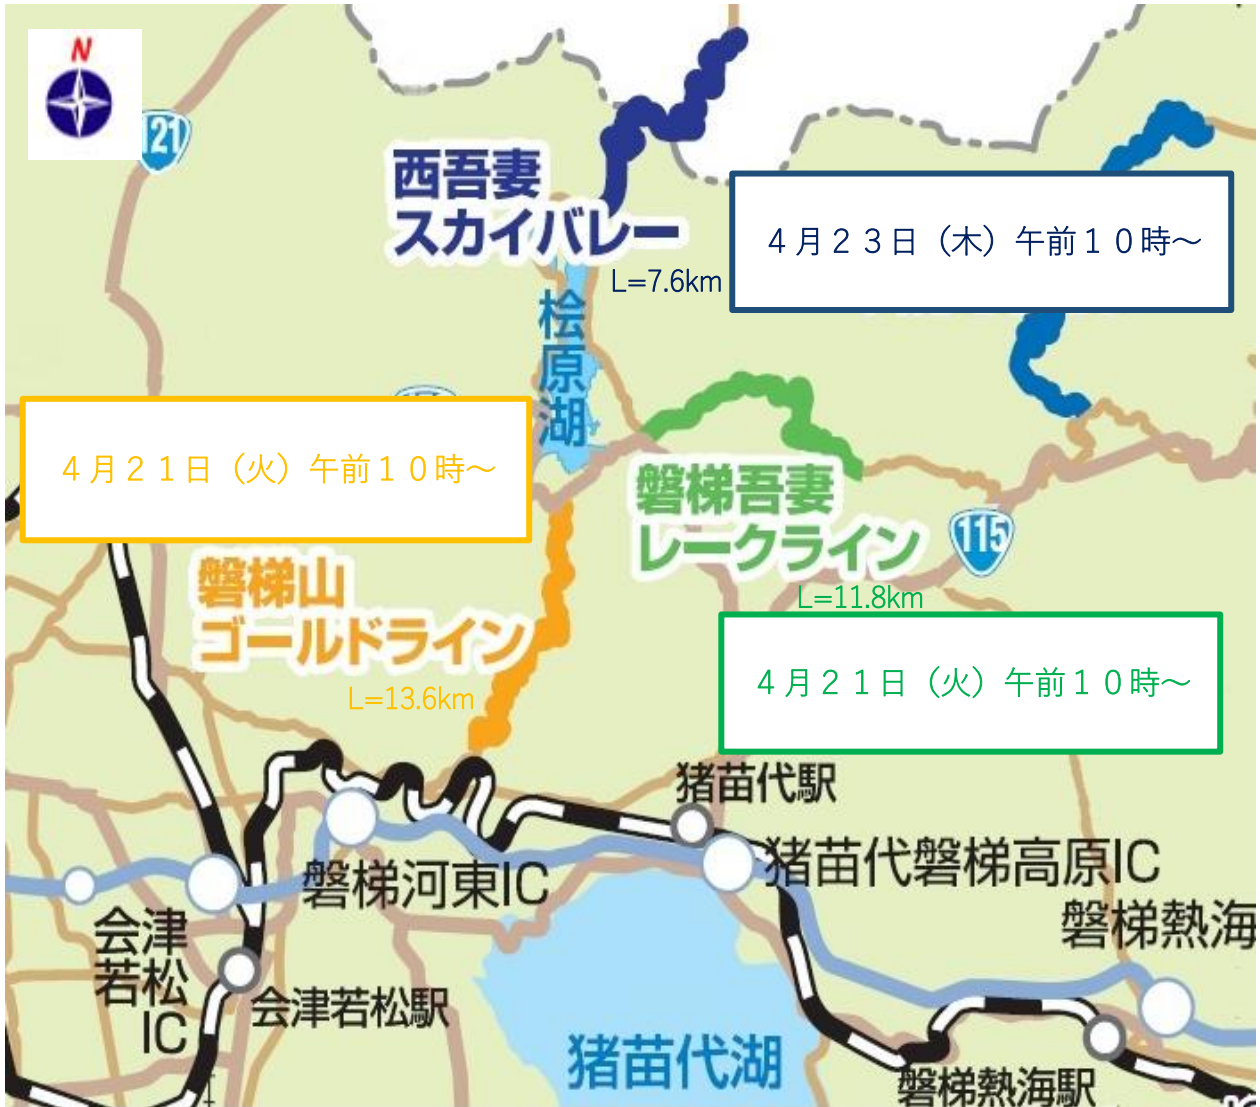 N
121
西吾妻
スカイバレー
L=7.6km
4月23日（木）午前10時～
桧原湖
4月21日（火）午前10時～
磐梯吾妻
レークライン
L=11.8km
115
磐梯山
ゴールドライン
L=13.6km
4月21日（火）午前10時～
猪苗代駅
猪苗代磐梯高原IC
磐梯河東IC
磐梯熱海
会津
若松
IC
会津若松駅
猪苗代湖
磐梯熱海駅